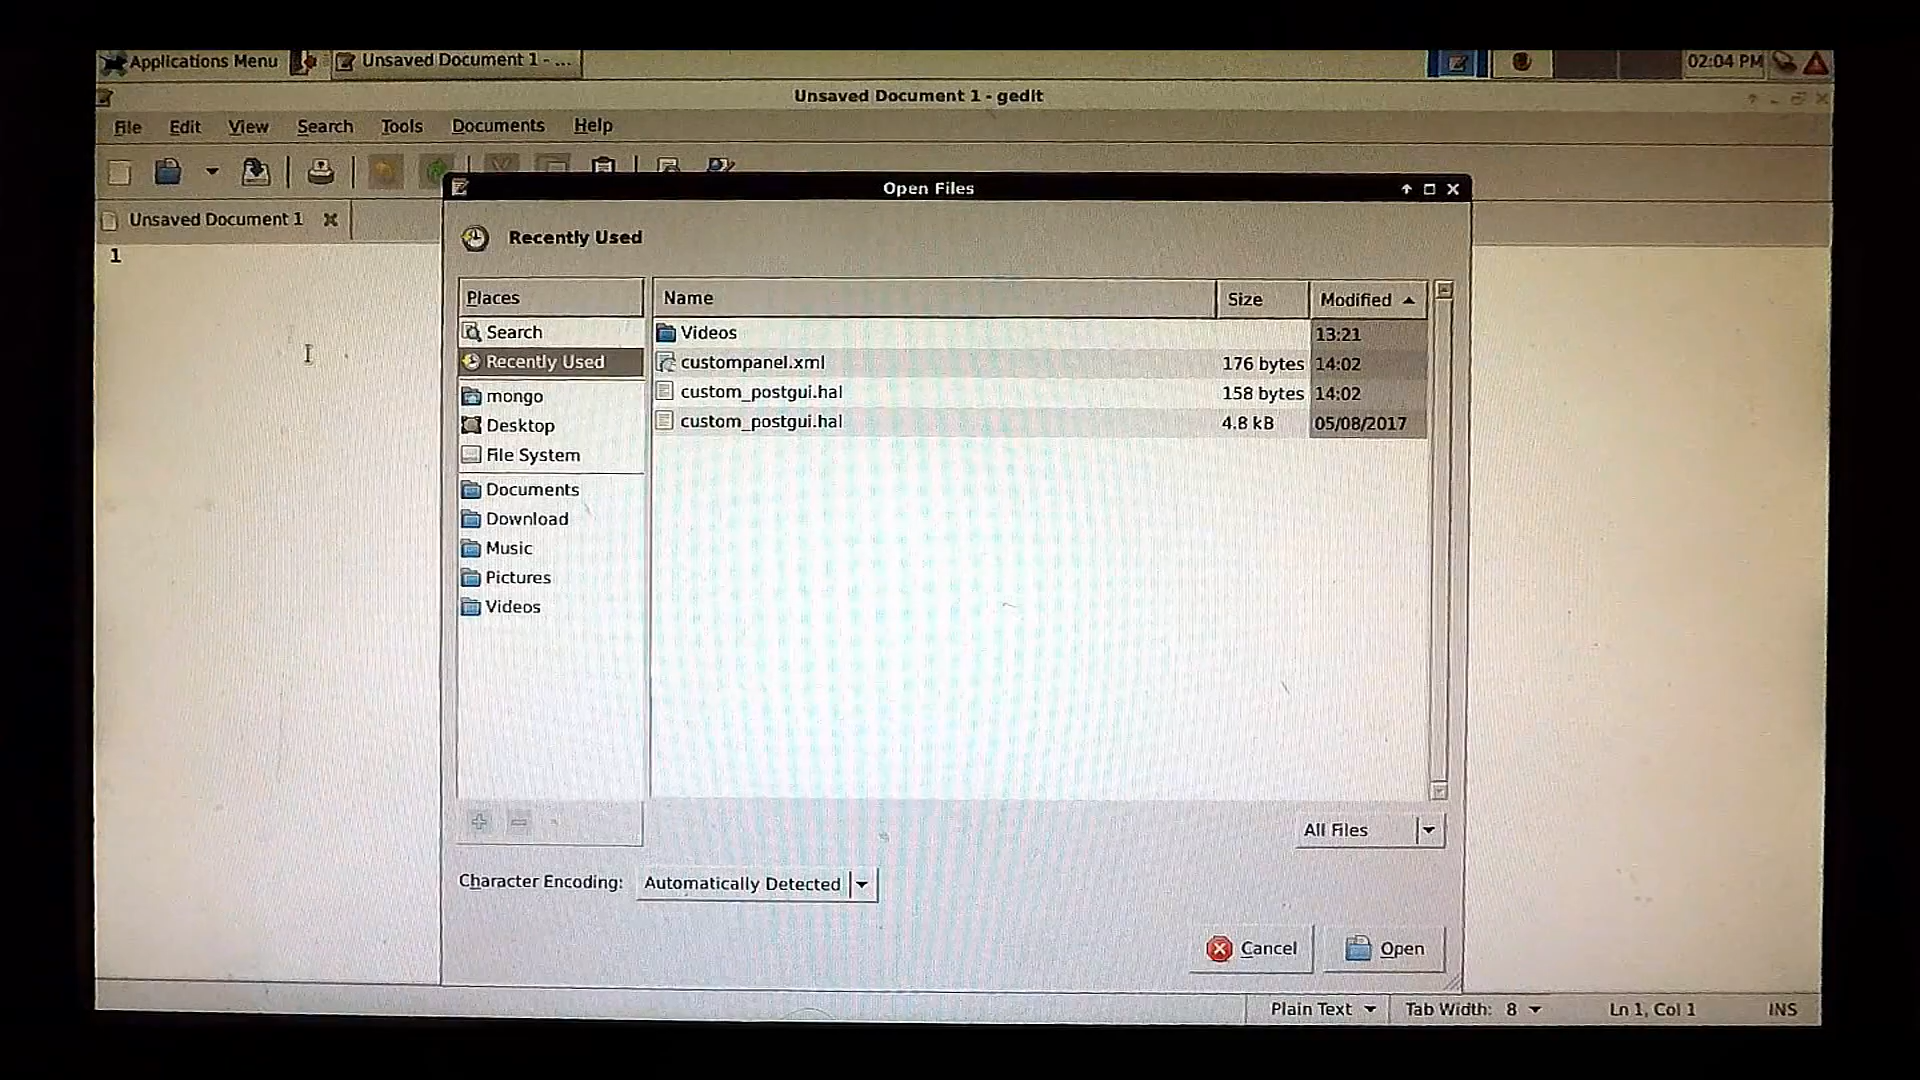 Applications Menu
Unsaved Document 1 - ...
02:04 PM
Unsaved Document 1 - gedit
File Edit View Search Tools Documents Help
Unsaved Document 1
1
Open Files
Recently Used
Places
Search
Recently Used
mongo
Desktop
File System
Documents
Download
Music
Pictures
Videos
Name Size Modified
Videos 13:21
custompanel.xml 176 bytes 14:02
custom_postgui.hal 158 bytes 14:02
custom_postgui.hal 4.8 kB 05/08/2017
All Files
Character Encoding: Automatically Detected
Cancel Open
Plain Text Tab Width: 8 Ln 1, Col 1 INS